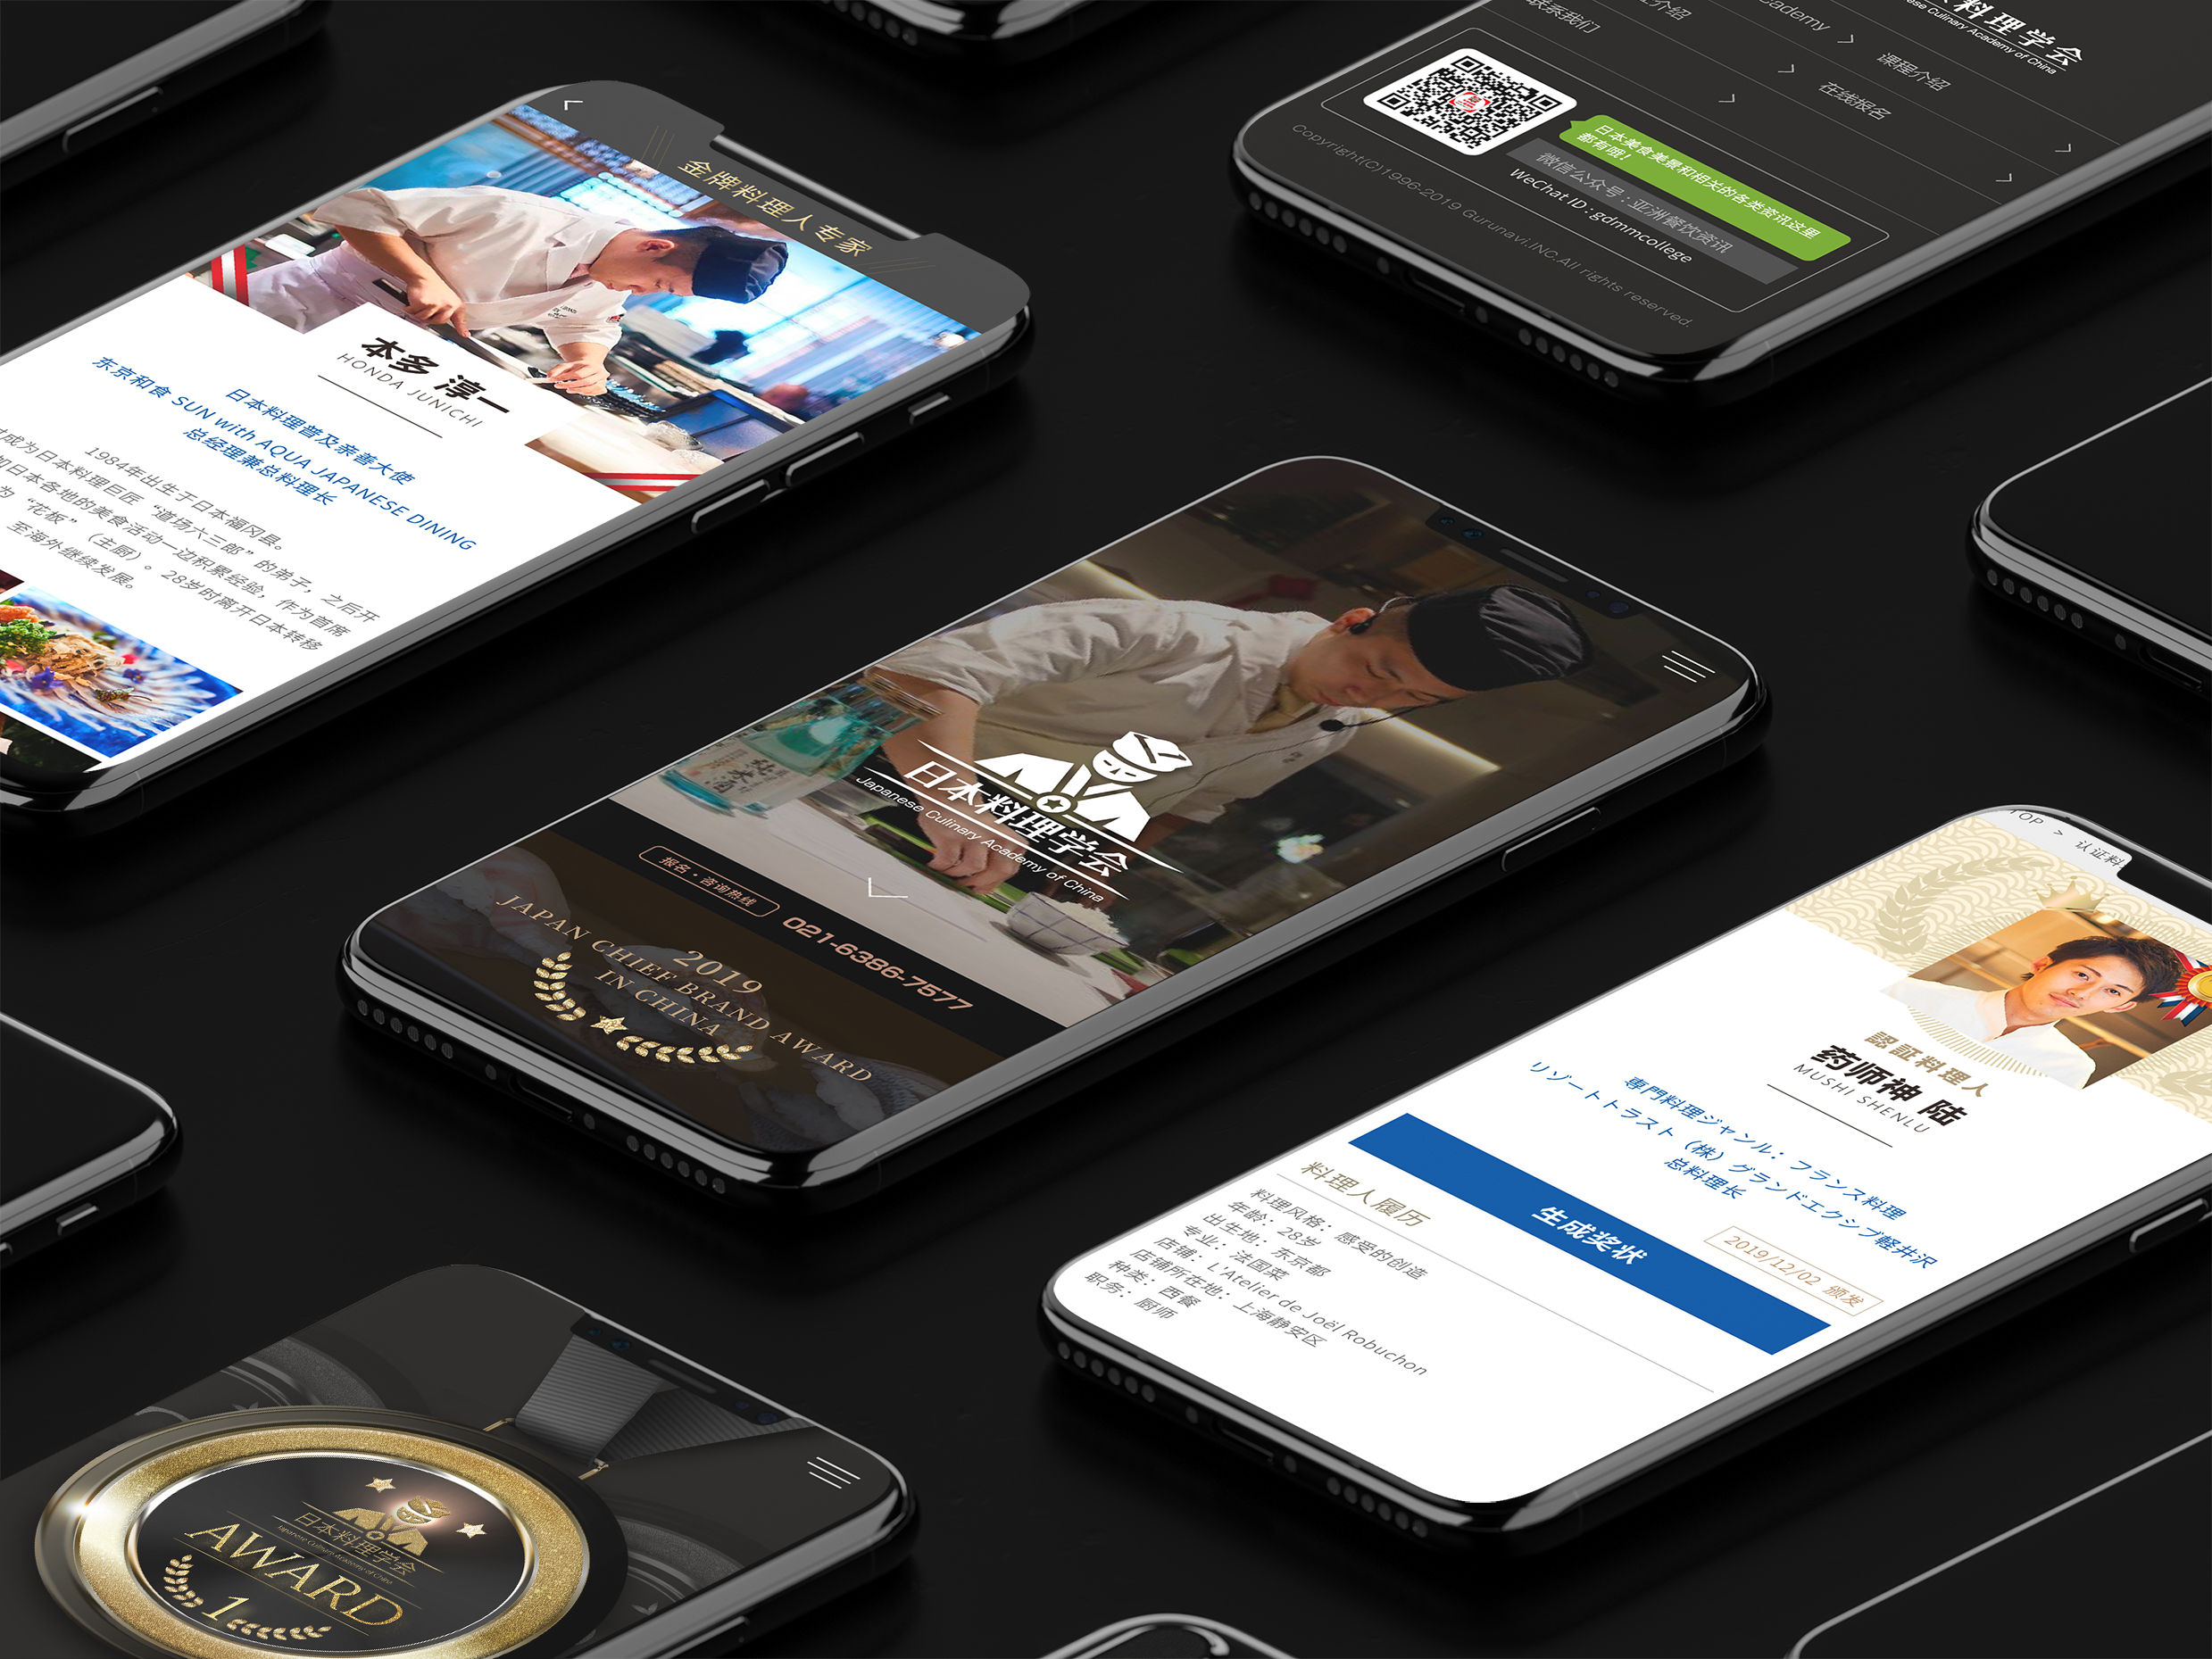 金牌料理人专家
本多 淳一
HONDA JUNICHI
日本料理普及亲善大使
东京和食 SUN with AQUA JAPANESE DINING
总经理兼总料理长
1984年出生于日本福冈县。
成为日本料理巨匠“道场六三郎”的弟子，之后开
加日本各地的美食活动一边积累经验，作为首席
为“花板”（主厨）。28岁时离开日本转移
至海外继续发展。
料理学会
ese Culinary Academy of China
cademy
介绍
联系我们
课程介绍
在线报名
日本美食美景和相关的各类资讯这里
都有哦！
微信公众号：亚洲餐饮资讯
WeChat ID : gdmmcollege
Copyright(C)1996-2019 Gurunavi.INC.All rights reserved.
純米酒
日本料理学会
Japanese Culinary Academy of China
报名・咨询热线
021-6386-7577
2019
JAPAN CHIEF BRAND AWARD
IN CHINA
TOP > 认证料
認証料理人
药师神 陆
MUSHI SHENLU
専門料理ジャンル：フランス料理
リゾートトラスト（株）グランドエクシブ軽井沢
总料理长
2019/12/02 颁发
生成奖状
料理人履历
料理风格：感受的创造
年龄：28岁
出生地：东京都
专业：法国菜
店铺：L'Atelier de Joël Robuchon
店铺所在地：上海静安区
种类：西餐
职务：厨师
日本料理学会
Japanese Culinary Academy of China
AWARD
1